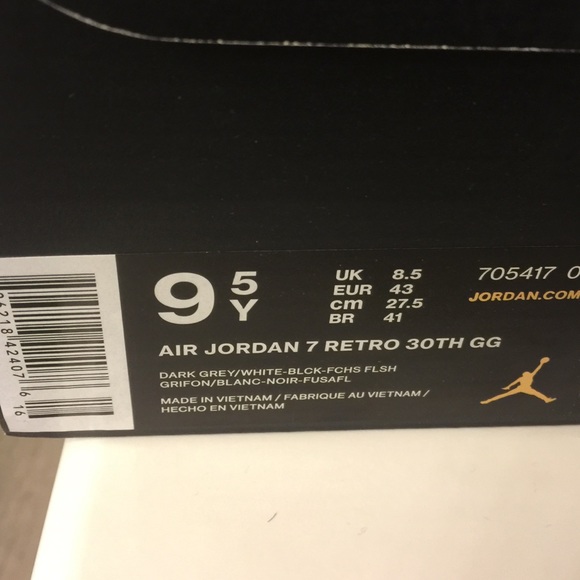 9 5 Y
UK 8.5
EUR 43
cm 27.5
BR 41
705417 0
JORDAN.COM
AIR JORDAN 7 RETRO 30TH GG
DARK GREY/WHITE-BLCK-FCHS FLSH
GRIFON/BLANC-NOIR-FUSAFL
MADE IN VIETNAM / FABRIQUE AU VIETNAM /
HECHO EN VIETNAM